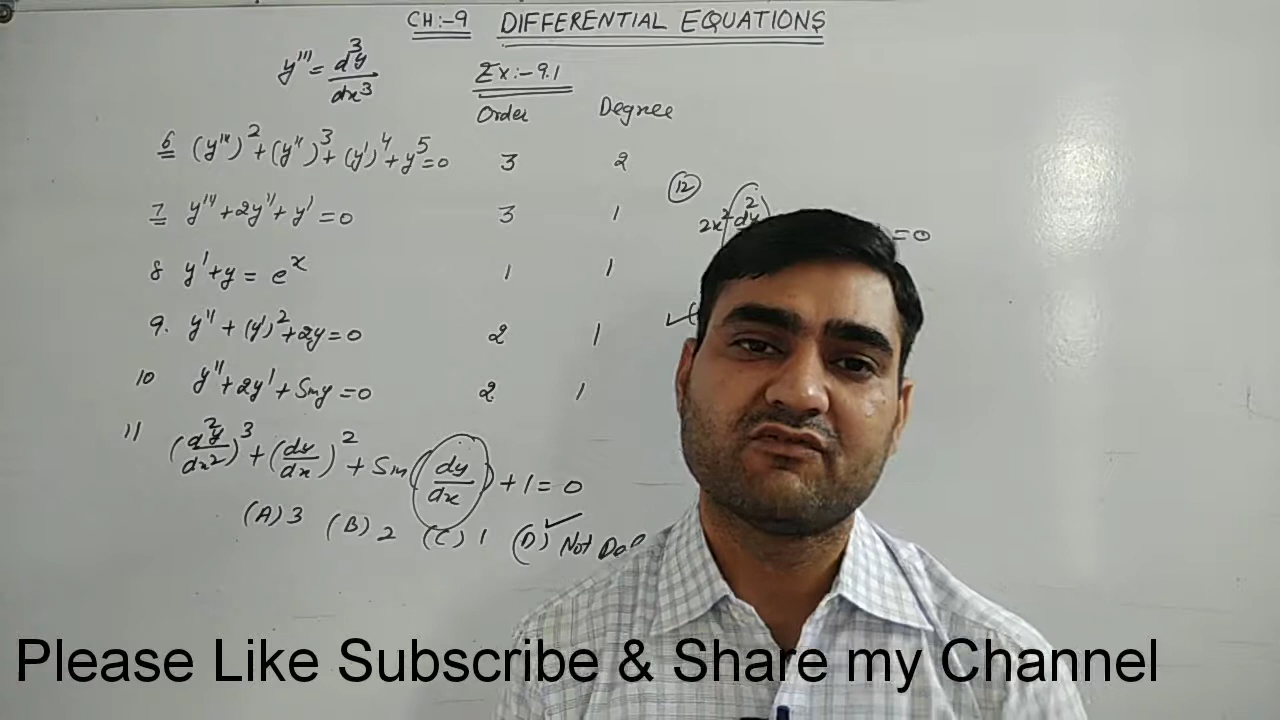 CH:-9 DIFFERENTIAL EQUATIONS
y''' = d³y/dx³
Ex:-9.1
Order Degree
6 (y''')² + (y'')³ + (y')⁴ + y⁵ = 0 3 2
7 y''' + 2y'' + y' = 0 3 1
8 y' + y = eˣ 1 1
9. y'' + (y')² + 2y = 0 2 1
10 y'' + 2y' + Siny = 0 2 1
11 (d²y/dx²)³ + (dy/dx)² + Sin(dy/dx) + 1 = 0
(A) 3 (B) 2 (C) 1 (D) Not
12
2x² = 0
Please Like Subscribe & Share my Channel